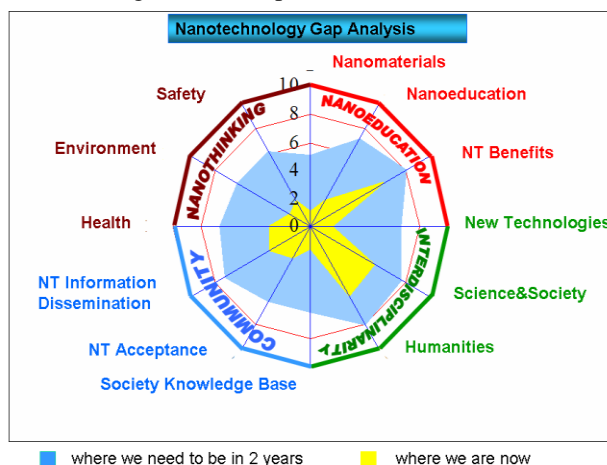 Nanotechnology Gap Analysis
Nanomaterials
10
Safety
Nanoeducation
NANOTHINKING
NANOEDUCATION
8
6
Environment
NT Benefits
4
2
Health
0
New Technologies
NT Information
Dissemination
COMMUNITY
INTERDISCIPLINARITY
Science&Society
NT Acceptance
Humanities
Society Knowledge Base
where we need to be in 2 years
where we are now